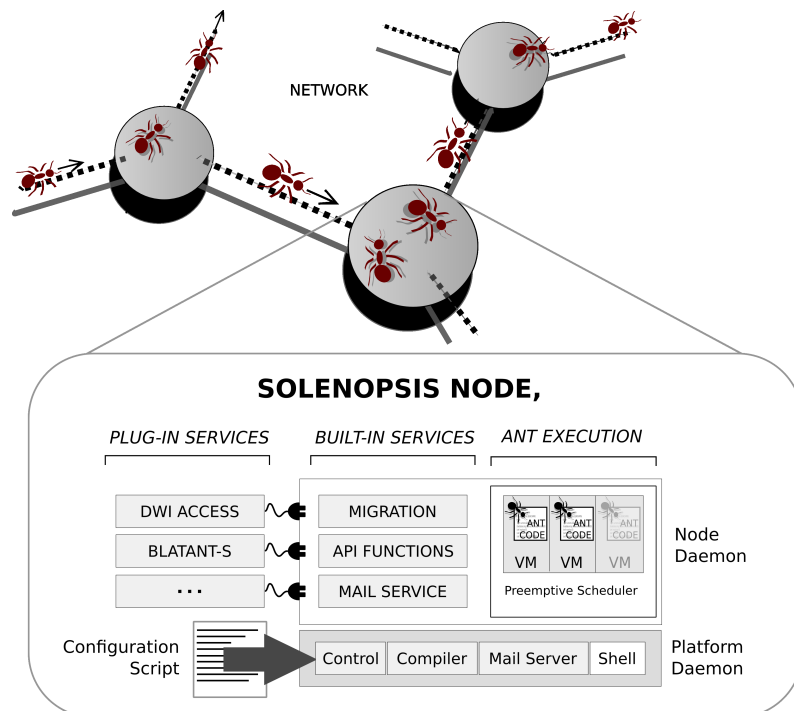 NETWORK
SOLENOPSIS NODE,
PLUG-IN SERVICES
BUILT-IN SERVICES
ANT EXECUTION
DWI ACCESS
MIGRATION
BLATANT-S
API FUNCTIONS
...
MAIL SERVICE
ANT
CODE
VM
ANT
CODE
VM
ANT
CODE
VM
Preemptive Scheduler
Node
Daemon
Configuration
Script
Control
Compiler
Mail Server
Shell
Platform
Daemon